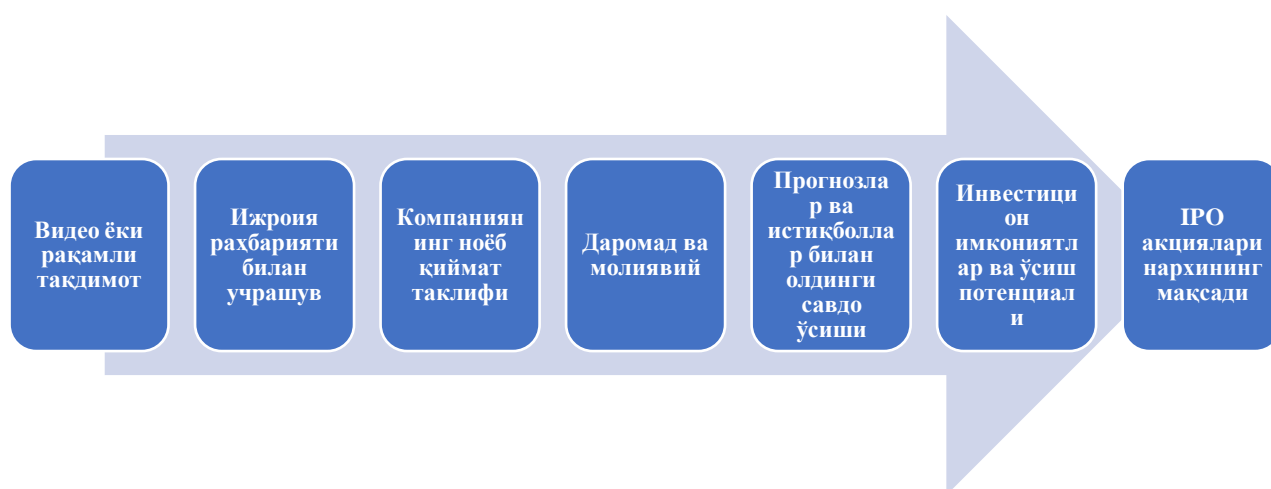 Видео ёки
рақамли
тақдимот
Ижроия
раҳбарияти
билан
учрашув
Компаниян
инг ноёб
қиймат
таклифи
Даромад ва
молиявий
Прогнозла
р ва
истиқболла
р билан
олдинги
савдо
ўсиши
Инвестици
он
имкониятл
ар ва ўсиш
потенциал
и
IPO
акциялари
нархининг
мақсади